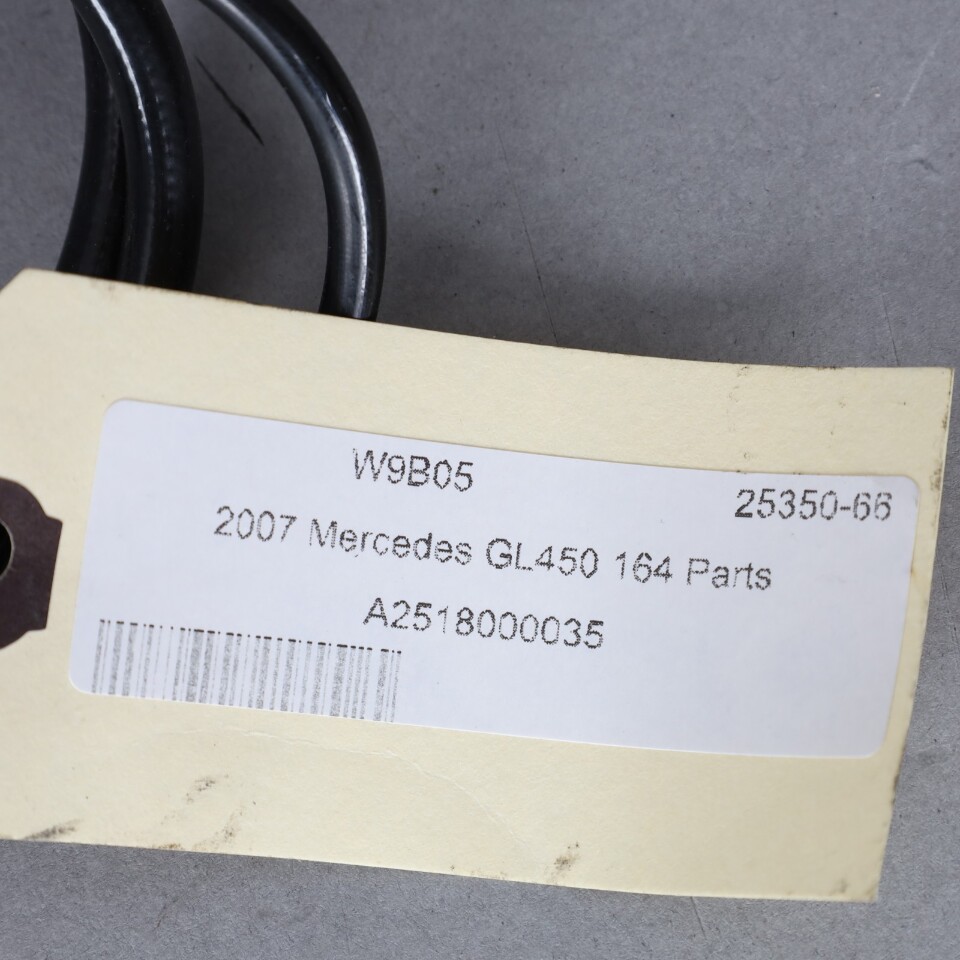 W9B05
25350-66
2007 Mercedes GL450 164 Parts
A2518000035